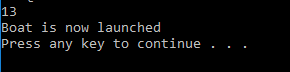 13
Boat is now launched
Press any key to continue . . .